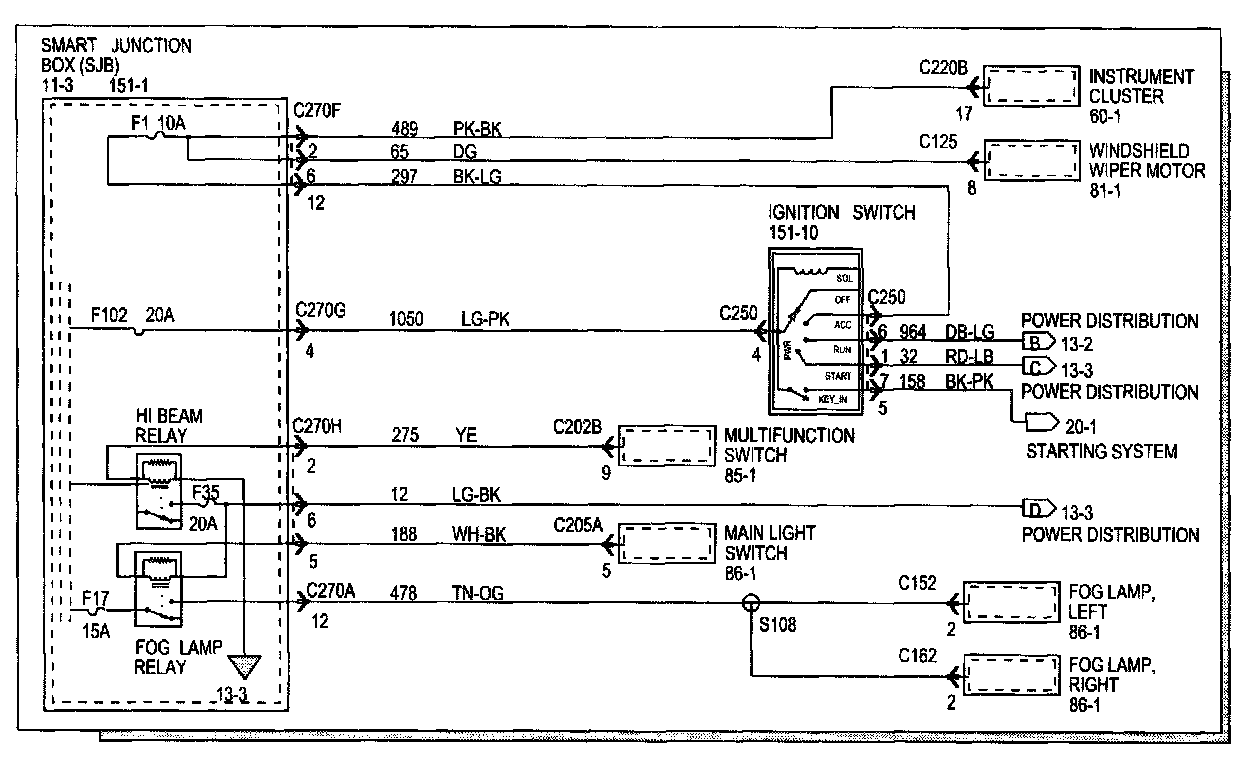 SMART JUNCTION
BOX (SJB)
11-3 151-1
F1 10A
C270F
489 PK-BK
2
65 DG
6
297 BK-LG
12
C220B
17
INSTRUMENT
CLUSTER
60-1
C125
8
WINDSHIELD
WIPER MOTOR
81-1
IGNITION SWITCH
151-10
SOL
OFF
ACC
RUN
START
KEY_IN
PWR
F102 20A
C270G
4
1050 LG-PK
C250
4
C250
6 964 DB-LG
1 32 RD-LB
7 158 BK-PK
5
POWER DISTRIBUTION
B 13-2
C 13-3
POWER DISTRIBUTION
20-1
STARTING SYSTEM
HI BEAM
RELAY
C270H
2
275 YE
C202B
9
MULTIFUNCTION
SWITCH
85-1
F35
20A
6
12 LG-BK
D 13-3
POWER DISTRIBUTION
5
188 WH-BK
C205A
5
MAIN LIGHT
SWITCH
86-1
F17
15A
C270A
12
478 TN-OG
S108
C152
2
FOG LAMP,
LEFT
86-1
FOG LAMP
RELAY
13-3
C162
2
FOG LAMP,
RIGHT
86-1